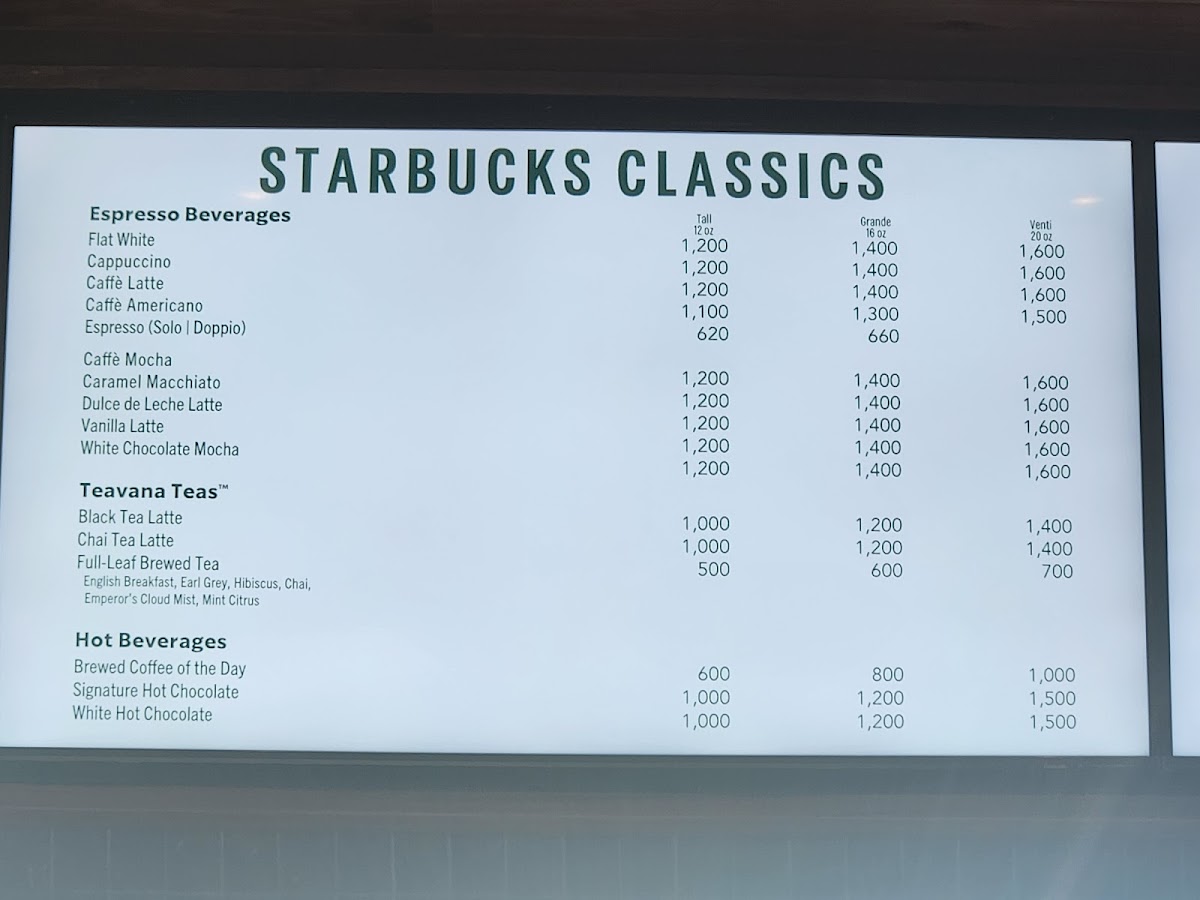 STARBUCKS CLASSICS
Espresso Beverages Tall 12 oz Grande 16 oz Venti 20 oz
Flat White 1,200 1,400 1,600
Cappuccino 1,200 1,400 1,600
Caffè Latte 1,200 1,400 1,600
Caffè Americano 1,100 1,300 1,500
Espresso (Solo | Doppio) 620 660
Caffè Mocha 1,200 1,400 1,600
Caramel Macchiato 1,200 1,400 1,600
Dulce de Leche Latte 1,200 1,400 1,600
Vanilla Latte 1,200 1,400 1,600
White Chocolate Mocha 1,200 1,400 1,600
Teavana Teas™
Black Tea Latte 1,000 1,200 1,400
Chai Tea Latte 1,000 1,200 1,400
Full-Leaf Brewed Tea 500 600 700
English Breakfast, Earl Grey, Hibiscus, Chai,
Emperor's Cloud Mist, Mint Citrus
Hot Beverages
Brewed Coffee of the Day 600 800 1,000
Signature Hot Chocolate 1,000 1,200 1,500
White Hot Chocolate 1,000 1,200 1,500